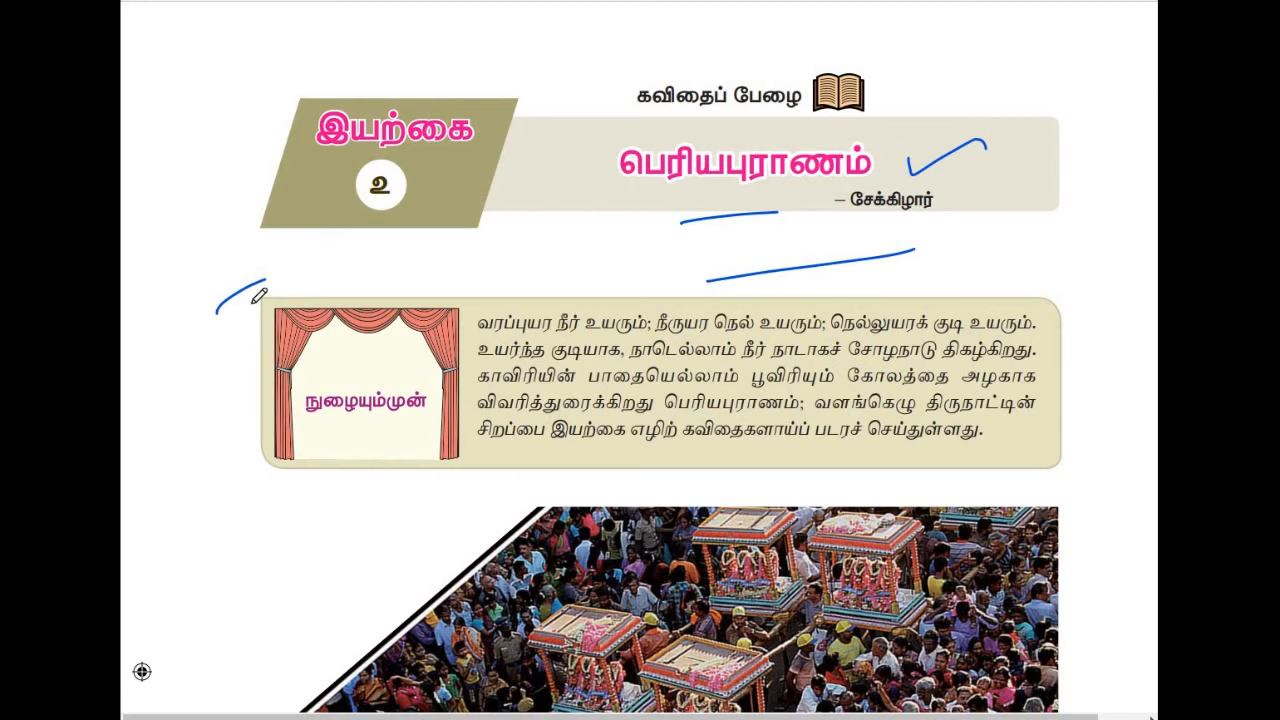 கவிதைப் பேழை
இயற்கை
உ
பெரியபுராணம்
– சேக்கிழார்
நுழையும்முன்
வரப்புயர நீர் உயரும்; நீருயர நெல் உயரும்; நெல்லுயரக் குடி உயரும்.
உயர்ந்த குடியாக, நாடெல்லாம் நீர் நாடாகச் சோழநாடு திகழ்கிறது.
காவிரியின் பாதையெல்லாம் பூவிரியும் கோலத்தை அழகாக
விவரித்துரைக்கிறது பெரியபுராணம்; வளங்கெழு திருநாட்டின்
சிறப்பை இயற்கை எழிற் கவிதைகளாய்ப் படரச் செய்துள்ளது.